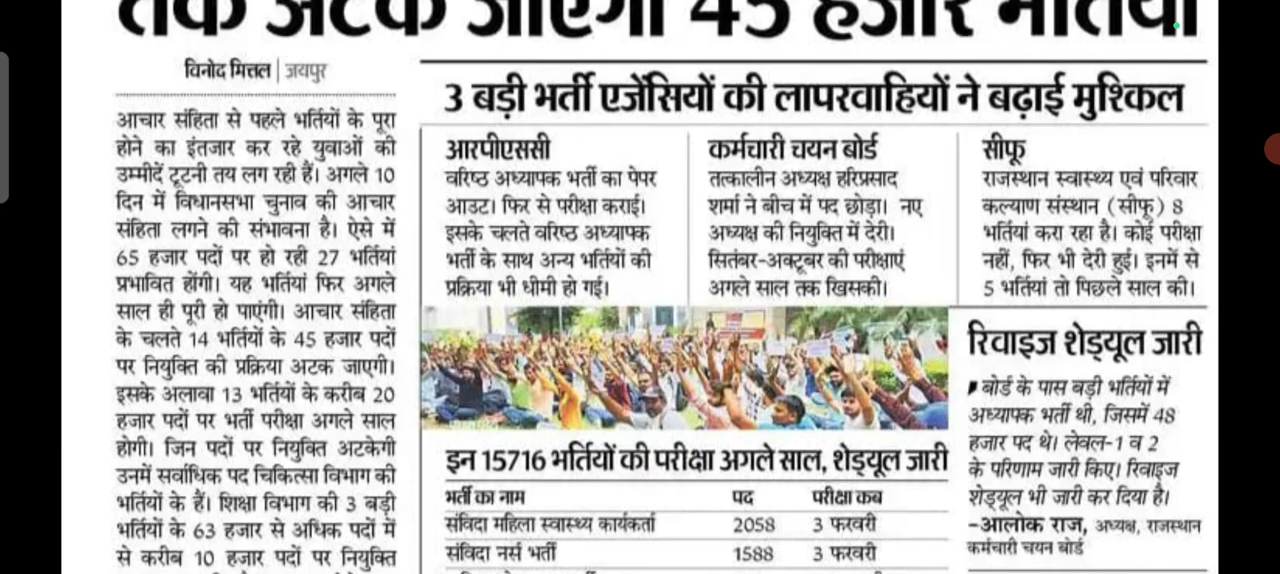 तक अटक जाएंगी 45 हजार भर्तियां
विनोद मित्तल | जयपुर
आचार संहिता से पहले भर्तियों के पूरा
होने का इंतजार कर रहे युवाओं की
उम्मीदें टूटनी तय लग रही हैं। अगले 10
दिन में विधानसभा चुनाव की आचार
संहिता लगने की संभावना है। ऐसे में
65 हजार पदों पर हो रही 27 भर्तियां
प्रभावित होंगी। यह भर्तियां फिर अगले
साल ही पूरी हो पाएंगी। आचार संहिता
के चलते 14 भर्तियों के 45 हजार पदों
पर नियुक्ति की प्रक्रिया अटक जाएगी।
इसके अलावा 13 भर्तियों के करीब 20
हजार पदों पर भर्ती परीक्षा अगले साल
होगी। जिन पदों पर नियुक्ति अटकेगी
उनमें सर्वाधिक पद चिकित्सा विभाग की
भर्तियों के हैं। शिक्षा विभाग की 3 बड़ी
भर्तियों के 63 हजार से अधिक पदों में
से करीब 10 हजार पदों पर नियुक्ति
3 बड़ी भर्ती एजेंसियों की लापरवाहियों ने बढ़ाई मुश्किल
आरपीएससी
वरिष्ठ अध्यापक भर्ती का पेपर
आउट। फिर से परीक्षा कराई।
इसके चलते वरिष्ठ अध्यापक
भर्ती के साथ अन्य भर्तियों की
प्रक्रिया भी धीमी हो गई।
कर्मचारी चयन बोर्ड
तत्कालीन अध्यक्ष हरिप्रसाद
शर्मा ने बीच में पद छोड़ा। नए
अध्यक्ष की नियुक्ति में देरी।
सितंबर-अक्टूबर की परीक्षाएं
अगले साल तक खिसकी।
सीफू
राजस्थान स्वास्थ्य एवं परिवार
कल्याण संस्थान (सीफू) 8
भर्तियां करा रहा है। कोई परीक्षा
नहीं, फिर भी देरी हुई। इनमें से
5 भर्तियां तो पिछले साल की।
इन 15716 भर्तियों की परीक्षा अगले साल, शेड्यूल जारी
भर्ती का नाम पद परीक्षा कब
संविदा महिला स्वास्थ्य कार्यकर्ता 2058 3 फरवरी
संविदा नर्स भर्ती 1588 3 फरवरी
रिवाइज शेड्यूल जारी
बोर्ड के पास बड़ी भर्तियों में
अध्यापक भर्ती थी, जिसमें 48
हजार पद थे। लेवल-1 व 2
के परिणाम जारी किए। रिवाइज
शेड्यूल भी जारी कर दिया है।
-आलोक राज, अध्यक्ष, राजस्थान
कर्मचारी चयन बोर्ड